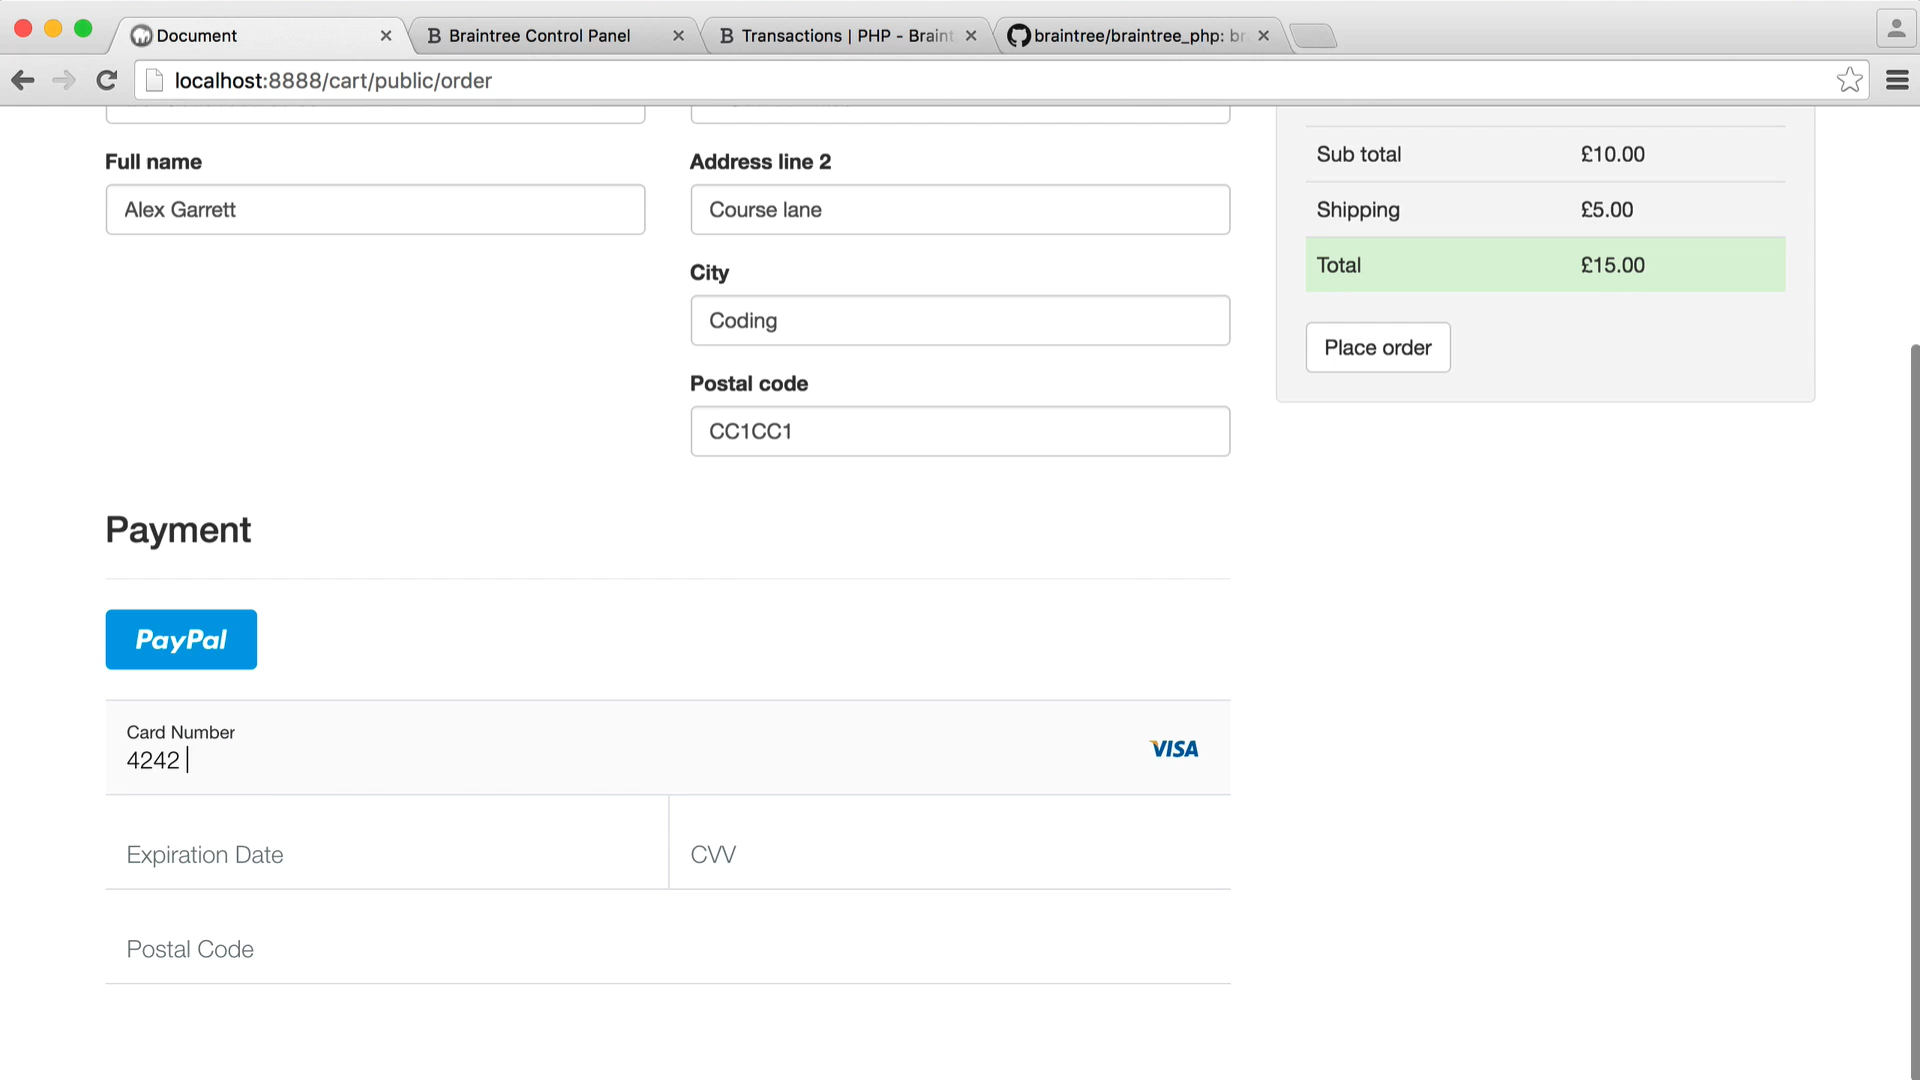 Document
Braintree Control Panel
Transactions | PHP - Braint
braintree/braintree_php: br
localhost:8888/cart/public/order
Full name
Alex Garrett
Address line 2
Course lane
City
Coding
Postal code
CC1CC1
Sub total £10.00
Shipping £5.00
Total £15.00
Place order
Payment
PayPal
Card Number
4242
VISA
Expiration Date
CVV
Postal Code